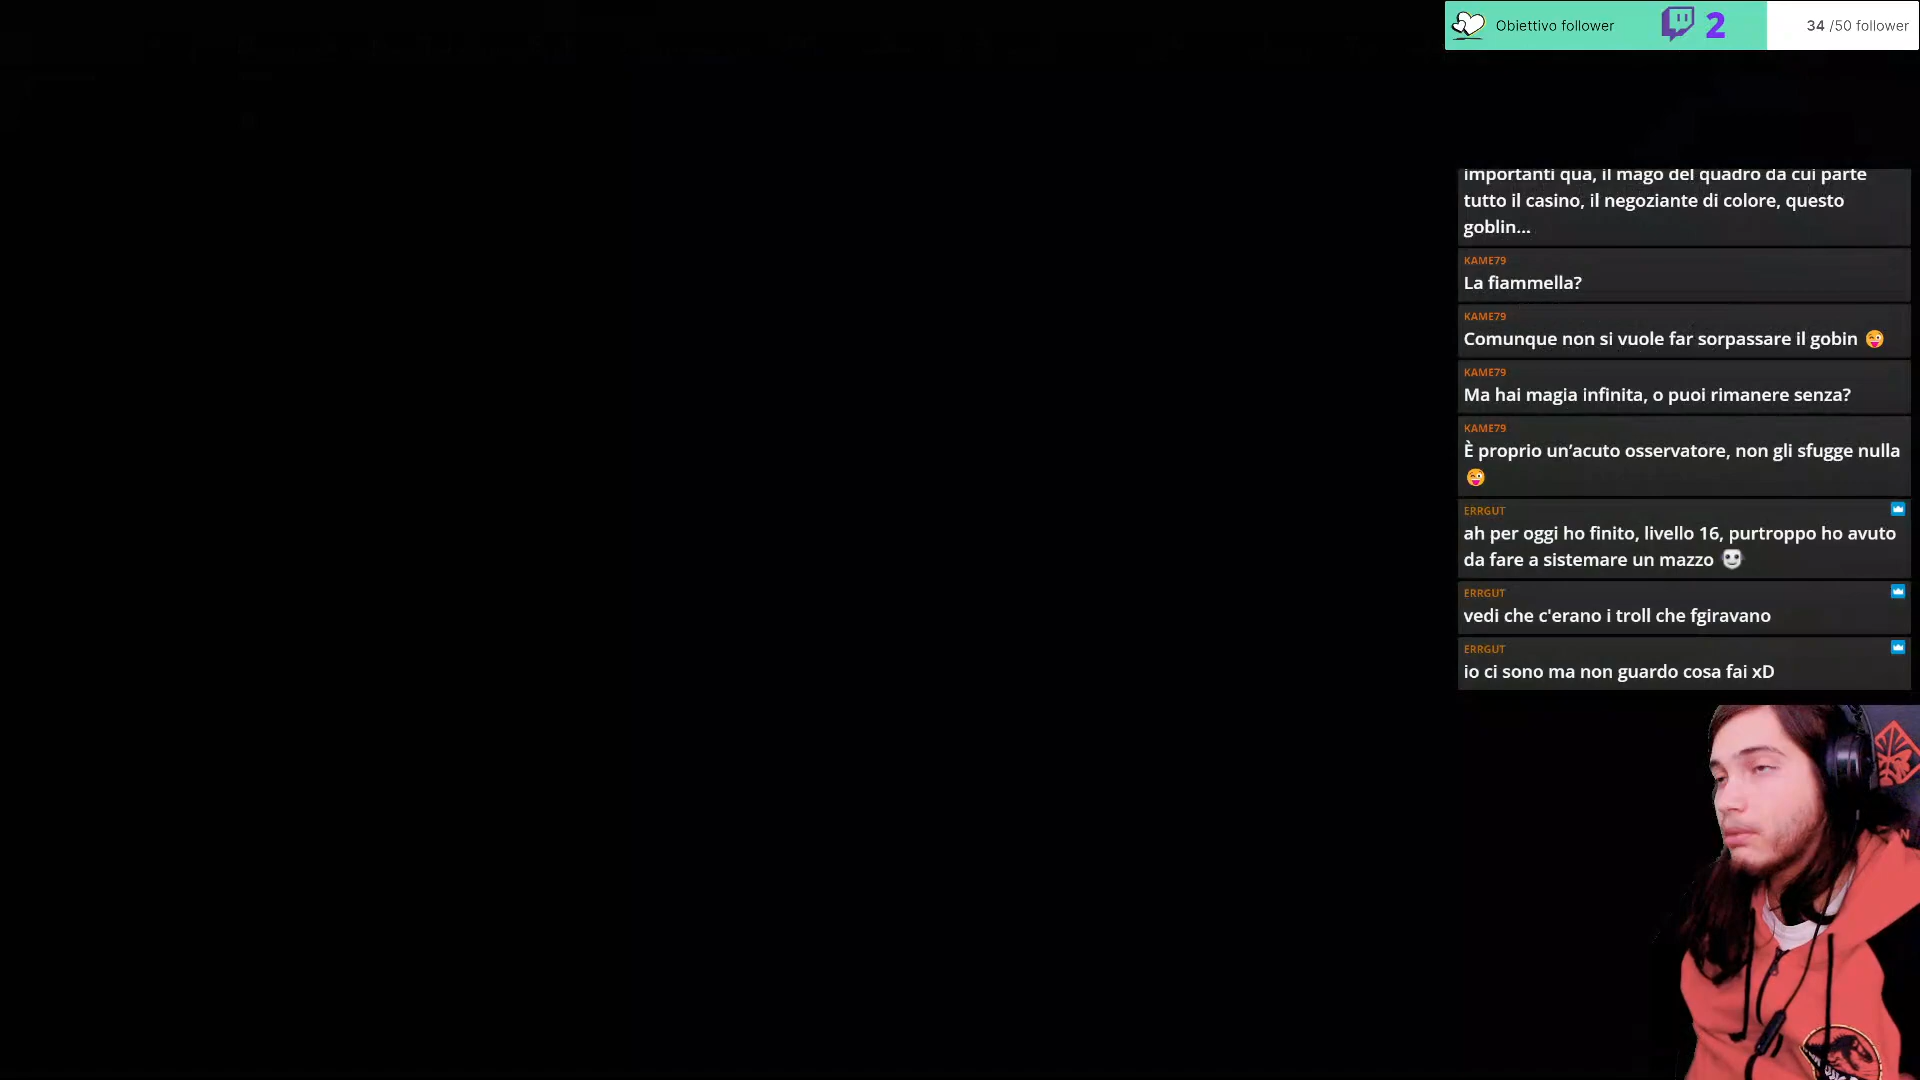 Obiettivo follower
2
34 /50 follower
importanti qua, il mago del quadro da cui parte
tutto il casino, il negoziante di colore, questo
goblin...
KAME79
La fiammella?
KAME79
Comunque non si vuole far sorpassare il gobin
KAME79
Ma hai magia infinita, o puoi rimanere senza?
KAME79
È proprio un’acuto osservatore, non gli sfugge nulla
ERRGUT
ah per oggi ho finito, livello 16, purtroppo ho avuto
da fare a sistemare un mazzo
ERRGUT
vedi che c'erano i troll che fgiravano
ERRGUT
io ci sono ma non guardo cosa fai xD